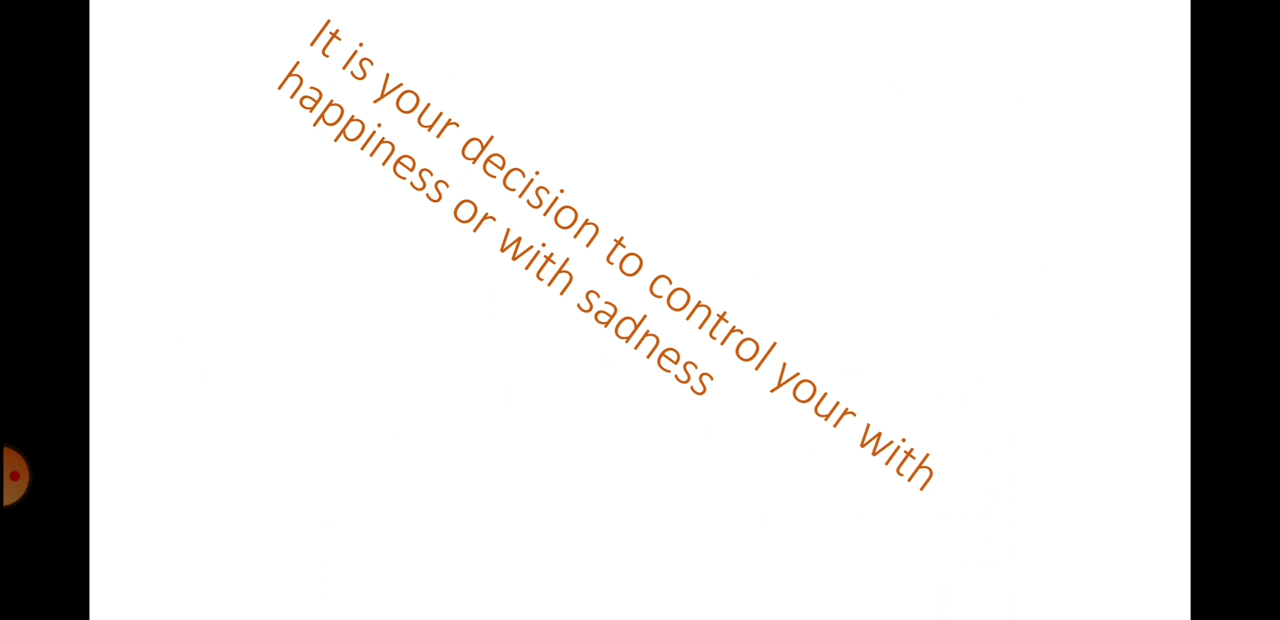 It is your decision to control your with
happiness or with sadness